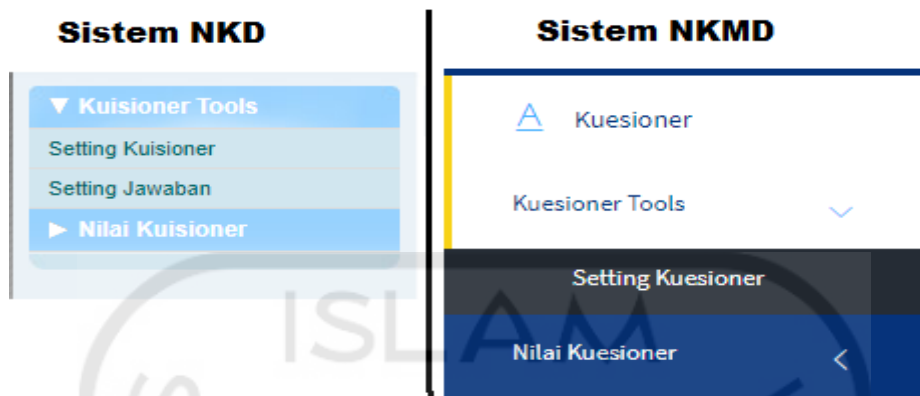 Sistem NKD
▼ Kuisioner Tools
Setting Kuisioner
Setting Jawaban
► Nilai Kuisioner
Sistem NKMD
A Kuesioner
Kuesioner Tools
Setting Kuesioner
Nilai Kuesioner
ISLAM